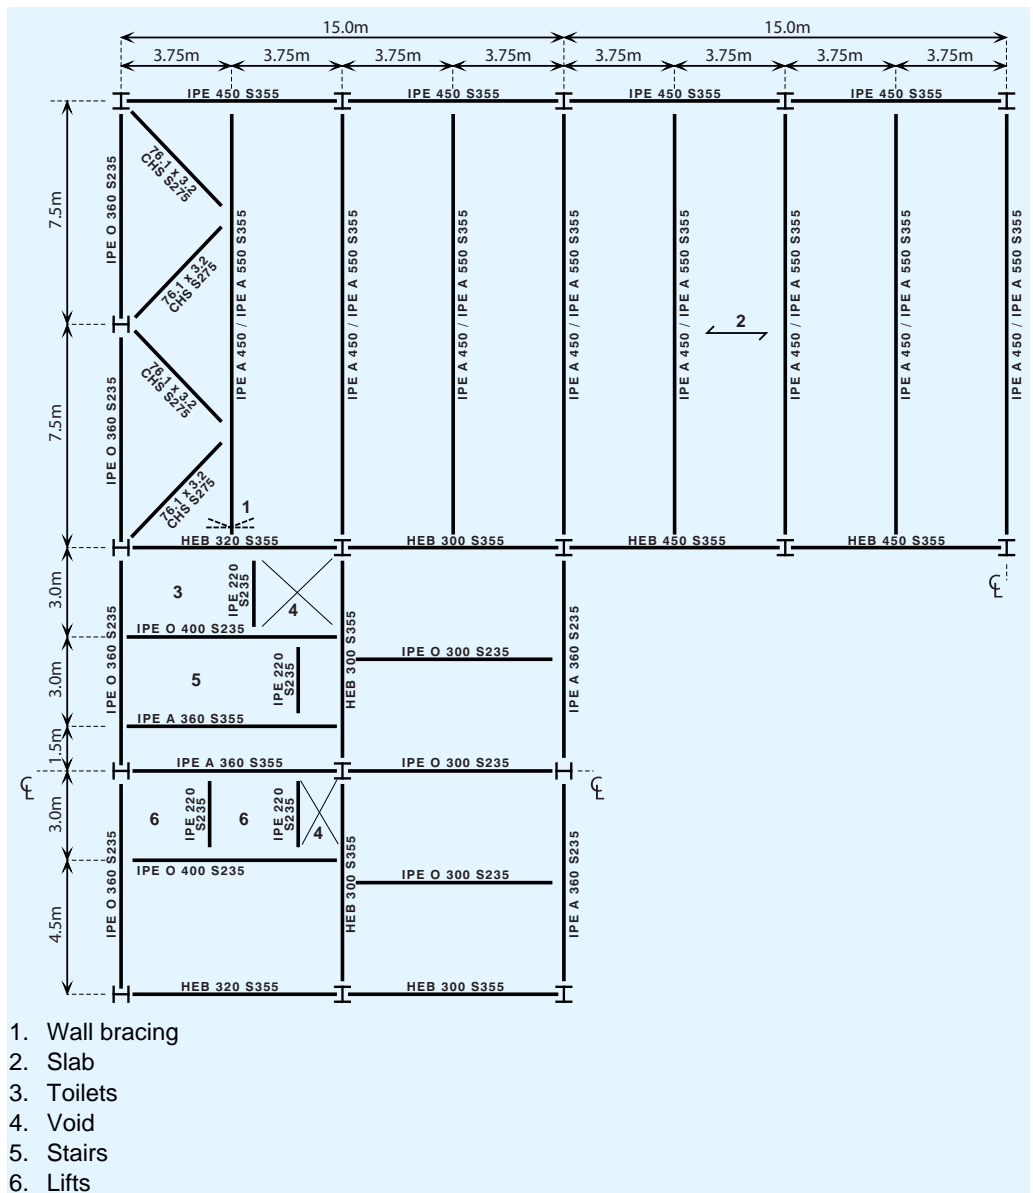 15.0m 15.0m
3.75m 3.75m 3.75m 3.75m 3.75m 3.75m 3.75m 3.75m
IPE 450 S355 IPE 450 S355 IPE 450 S355 IPE 450 S355
7.5m
IPE O 360 S235
76.1 x 3.2
CHS S275
76.1 x 3.2
CHS S275
IPE A 450 / IPE A 550 S355
IPE A 450 / IPE A 550 S355
IPE A 450 / IPE A 550 S355
IPE A 450 / IPE A 550 S355
IPE A 450 / IPE A 550 S355
2
IPE A 450 / IPE A 550 S355
IPE A 450 / IPE A 550 S355
IPE A 450 / IPE A 550 S355
7.5m
IPE O 360 S235
76.1 x 3.2
CHS S275
76.1 x 3.2
CHS S275
1
HEB 320 S355 HEB 300 S355 HEB 450 S355 HEB 450 S355
℄
3.0m
IPE O 360 S235
3
IPE 220
S235
4
IPE O 400 S235
HEB 300 S355
IPE O 300 S235
IPE A 360 S235
3.0m
5
IPE 220
S235
IPE A 360 S355
1.5m
IPE A 360 S355 IPE O 300 S235
℄ ℄
3.0m
IPE O 360 S235
6
IPE 220
S235
6
IPE 220
S235
4
IPE O 400 S235
HEB 300 S355
IPE O 300 S235
IPE A 360 S235
4.5m
HEB 320 S355 HEB 300 S355
1. Wall bracing
2. Slab
3. Toilets
4. Void
5. Stairs
6. Lifts